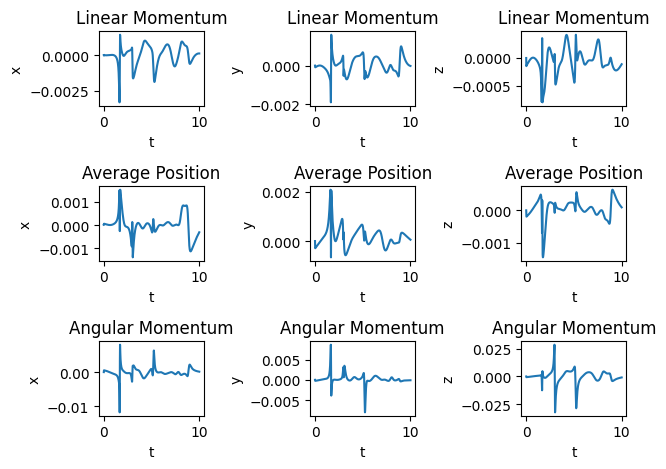 Linear Momentum Linear Momentum Linear Momentum
0.0000
−0.0025
x
0 10
t
0.000
−0.002
y
0 10
t
0.0000
−0.0005
z
0 10
t
Average Position Average Position Average Position
0.001
0.000
−0.001
x
0 10
t
0.002
0.000
y
0 10
t
0.000
−0.001
z
0 10
t
Angular Momentum Angular Momentum Angular Momentum
0.00
−0.01
x
0 10
t
0.005
0.000
−0.005
y
0 10
t
0.025
0.000
−0.025
z
0 10
t